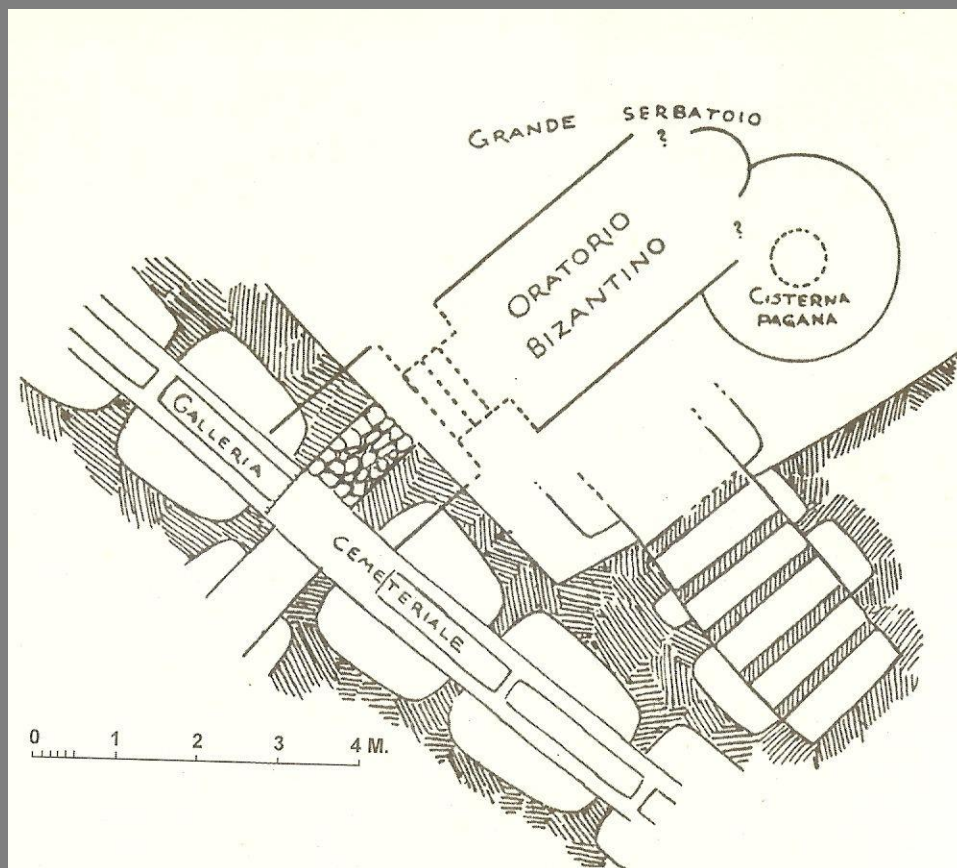 GRANDE SERBATOIO
?
?
ORATORIO
BIZANTINO
CISTERNA
PAGANA
GALLERIA
CEMETERIALE
0 1 2 3 4 M.